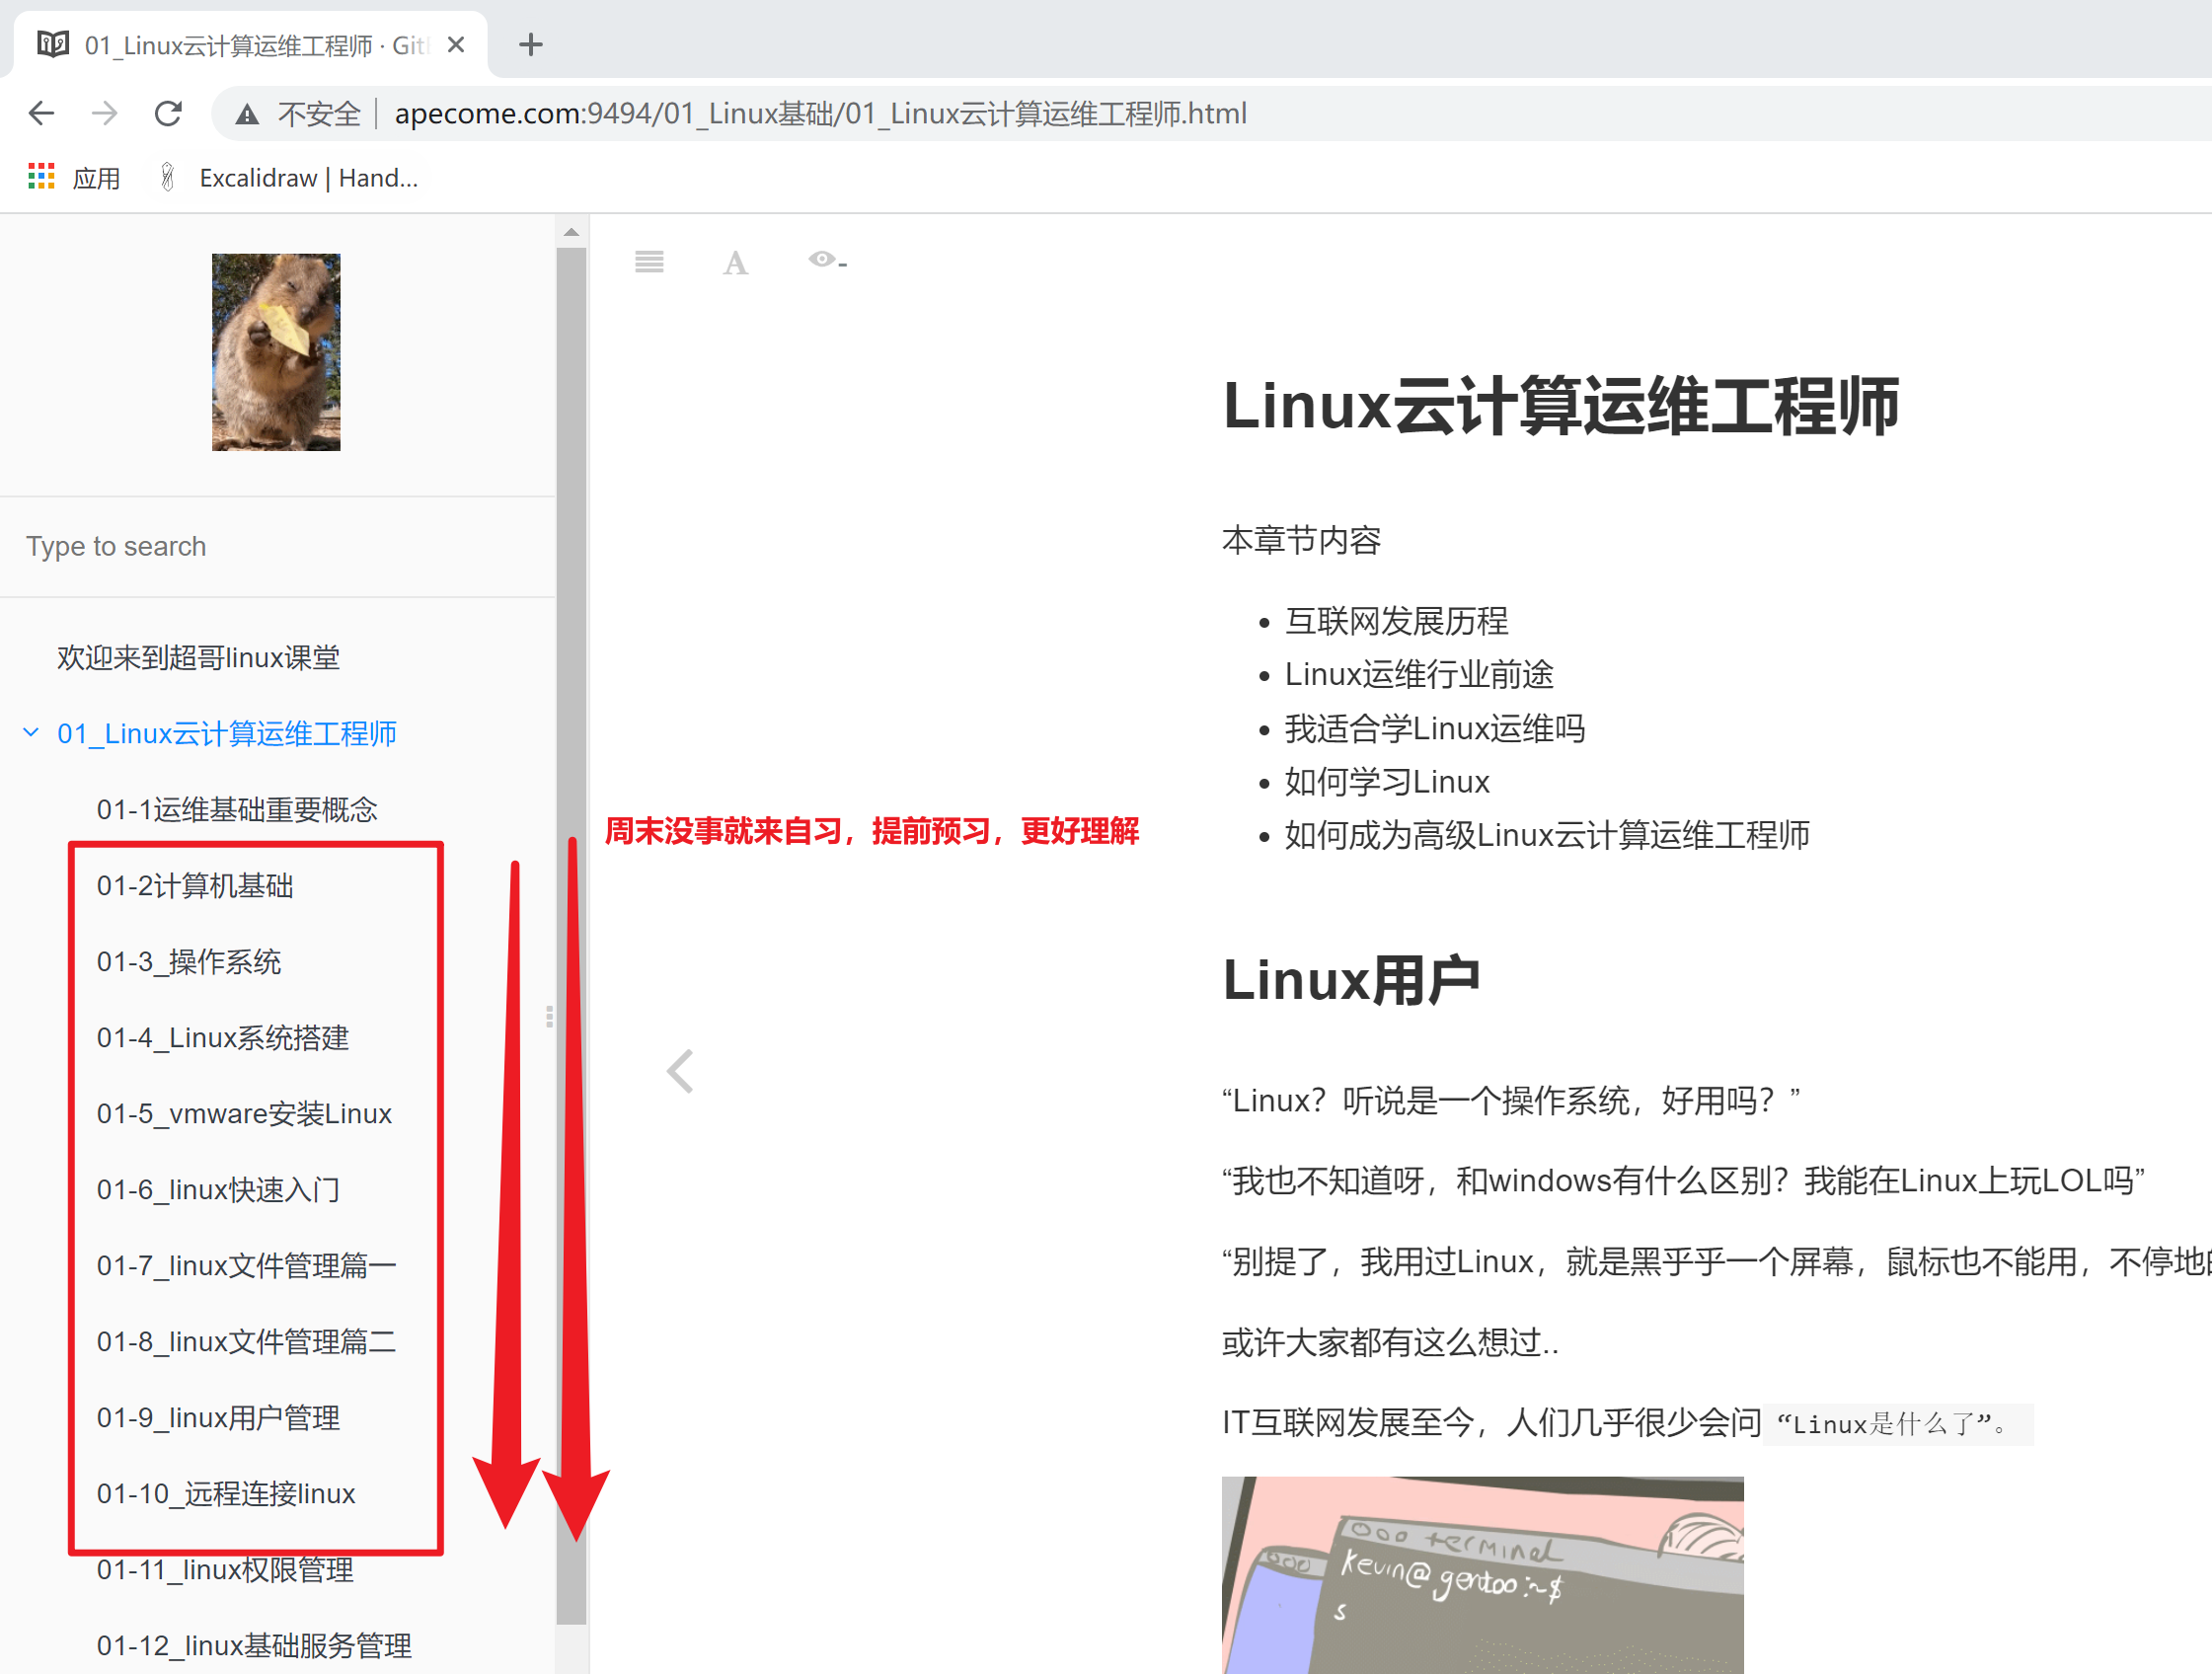 01_Linux云计算运维工程师 · Git
不安全
apecome.com:9494/01_Linux基础/01_Linux云计算运维工程师.html
应用
Excalidraw | Hand...
A
Type to search
欢迎来到超哥linux课堂
01_Linux云计算运维工程师
01-1运维基础重要概念
01-2计算机基础
01-3_操作系统
01-4_Linux系统搭建
01-5_vmware安装Linux
01-6_linux快速入门
01-7_linux文件管理篇一
01-8_linux文件管理篇二
01-9_linux用户管理
01-10_远程连接linux
01-11_linux权限管理
01-12_linux基础服务管理
周末没事就来自习，提前预习，更好理解
Linux云计算运维工程师
本章节内容
互联网发展历程
Linux运维行业前途
我适合学Linux运维吗
如何学习Linux
如何成为高级Linux云计算运维工程师
Linux用户
“Linux？听说是一个操作系统，好用吗？”
“我也不知道呀，和windows有什么区别？我能在Linux上玩LOL吗”
“别提了，我用过Linux，就是黑乎乎一个屏幕，鼠标也不能用，不停地
或许大家都有这么想过..
IT互联网发展至今，人们几乎很少会问 “Linux是什么了”。
terminal
kevin@gentoo:~$
s